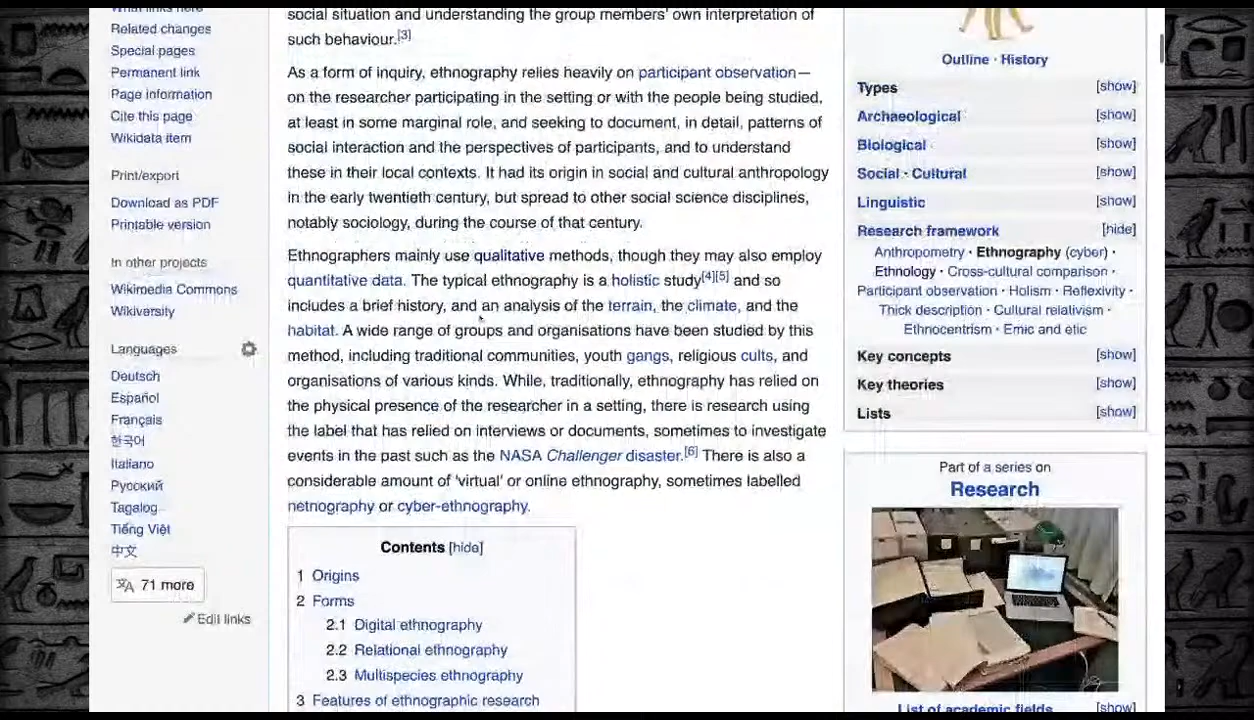 What links here
Related changes
Special pages
Permanent link
Page information
Cite this page
Wikidata item
Print/export
Download as PDF
Printable version
In other projects
Wikimedia Commons
Wikiversity
Languages
Deutsch
Español
Français
한국어
Italiano
Русский
Tagalog
Tiếng Việt
中文
71 more
Edit links
social situation and understanding the group members' own interpretation of
such behaviour.[3]
As a form of inquiry, ethnography relies heavily on participant observation—
on the researcher participating in the setting or with the people being studied,
at least in some marginal role, and seeking to document, in detail, patterns of
social interaction and the perspectives of participants, and to understand
these in their local contexts. It had its origin in social and cultural anthropology
in the early twentieth century, but spread to other social science disciplines,
notably sociology, during the course of that century.
Ethnographers mainly use qualitative methods, though they may also employ
quantitative data. The typical ethnography is a holistic study[4][5] and so
includes a brief history, and an analysis of the terrain, the climate, and the
habitat. A wide range of groups and organisations have been studied by this
method, including traditional communities, youth gangs, religious cults, and
organisations of various kinds. While, traditionally, ethnography has relied on
the physical presence of the researcher in a setting, there is research using
the label that has relied on interviews or documents, sometimes to investigate
events in the past such as the NASA Challenger disaster.[6] There is also a
considerable amount of 'virtual' or online ethnography, sometimes labelled
netnography or cyber-ethnography.
Contents [hide]
1 Origins
2 Forms
2.1 Digital ethnography
2.2 Relational ethnography
2.3 Multispecies ethnography
3 Features of ethnographic research
Outline · History
Types [show]
Archaeological [show]
Biological [show]
Social · Cultural [show]
Linguistic [show]
Research framework [hide]
Anthropometry · Ethnography (cyber) ·
Ethnology · Cross-cultural comparison ·
Participant observation · Holism · Reflexivity ·
Thick description · Cultural relativism ·
Ethnocentrism · Emic and etic
Key concepts [show]
Key theories [show]
Lists [show]
Part of a series on
Research
List of academic fields [show]